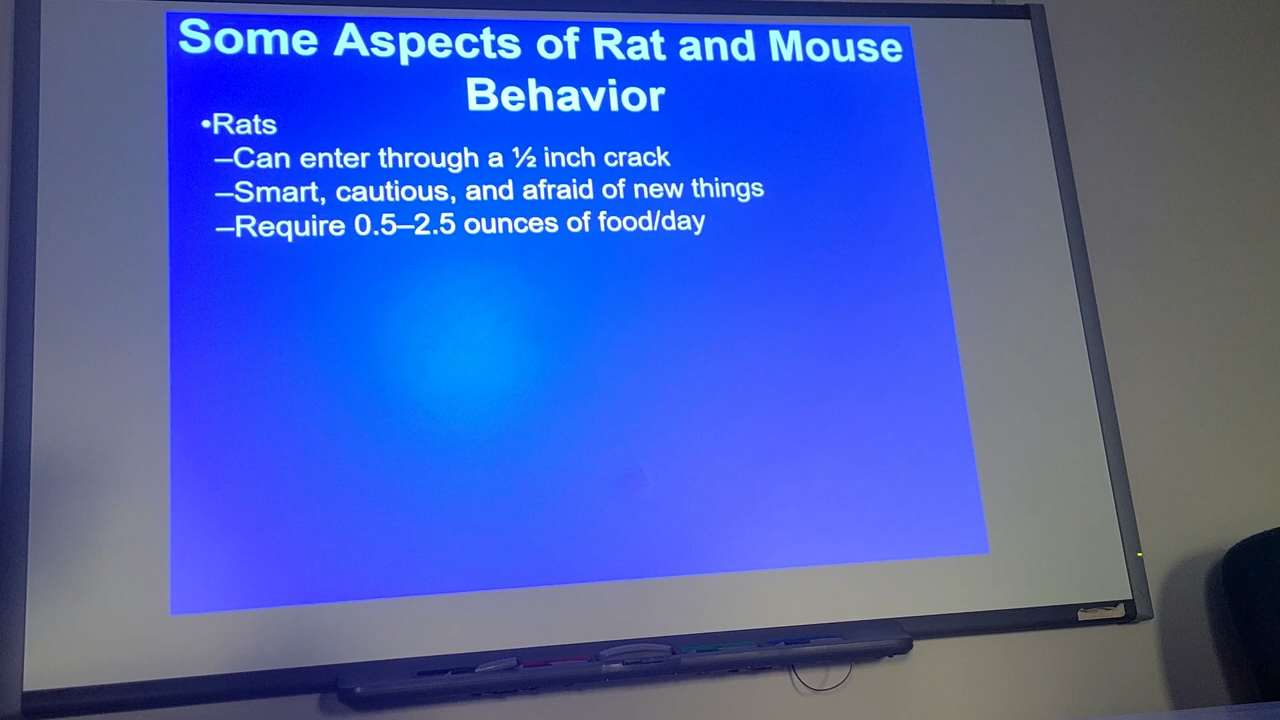 Some Aspects of Rat and Mouse
Behavior
•Rats
–Can enter through a ½ inch crack
–Smart, cautious, and afraid of new things
–Require 0.5–2.5 ounces of food/day